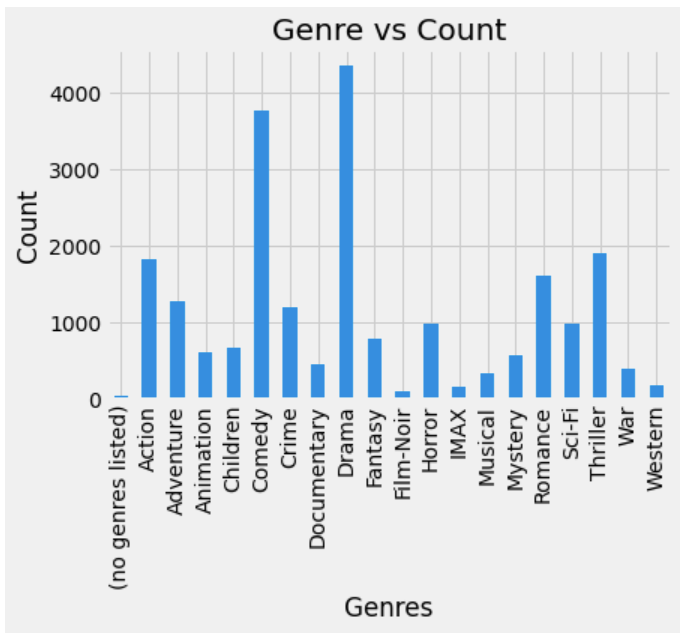 Genre vs Count
Count
4000
3000
2000
1000
0
(no genres listed)
Action
Adventure
Animation
Children
Comedy
Crime
Documentary
Drama
Fantasy
Film-Noir
Horror
IMAX
Musical
Mystery
Romance
Sci-Fi
Thriller
War
Western
Genres